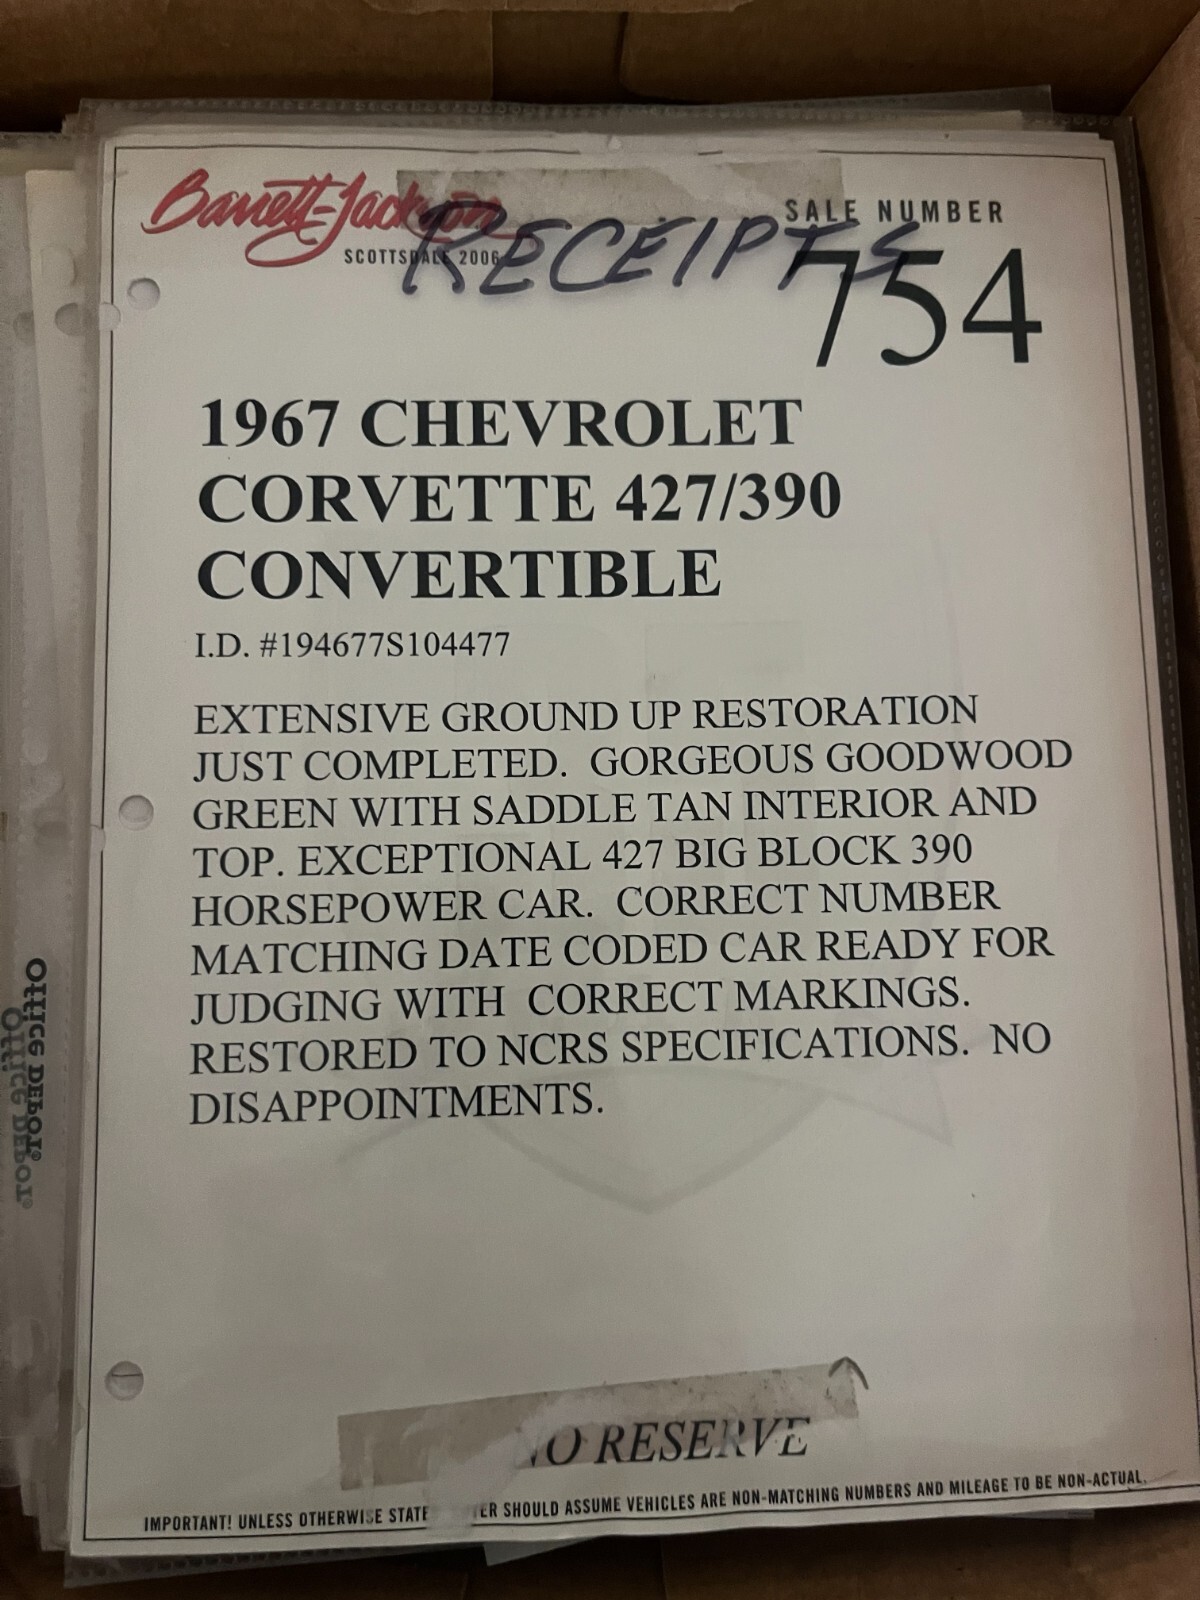 Barrett-Jackson
SCOTTSDALE 2006
RECEIPTS
SALE NUMBER
754
1967 CHEVROLET
CORVETTE 427/390
CONVERTIBLE
I.D. #194677S104477
EXTENSIVE GROUND UP RESTORATION
JUST COMPLETED. GORGEOUS GOODWOOD
GREEN WITH SADDLE TAN INTERIOR AND
TOP. EXCEPTIONAL 427 BIG BLOCK 390
HORSEPOWER CAR. CORRECT NUMBER
MATCHING DATE CODED CAR READY FOR
JUDGING WITH CORRECT MARKINGS.
RESTORED TO NCRS SPECIFICATIONS. NO
DISAPPOINTMENTS.
NO RESERVE
IMPORTANT! UNLESS OTHERWISE STATE SHOULD ASSUME VEHICLES ARE NON-MATCHING NUMBERS AND MILEAGE TO BE NON-ACTUAL.
Office DEPOT®
Office DEPOT®